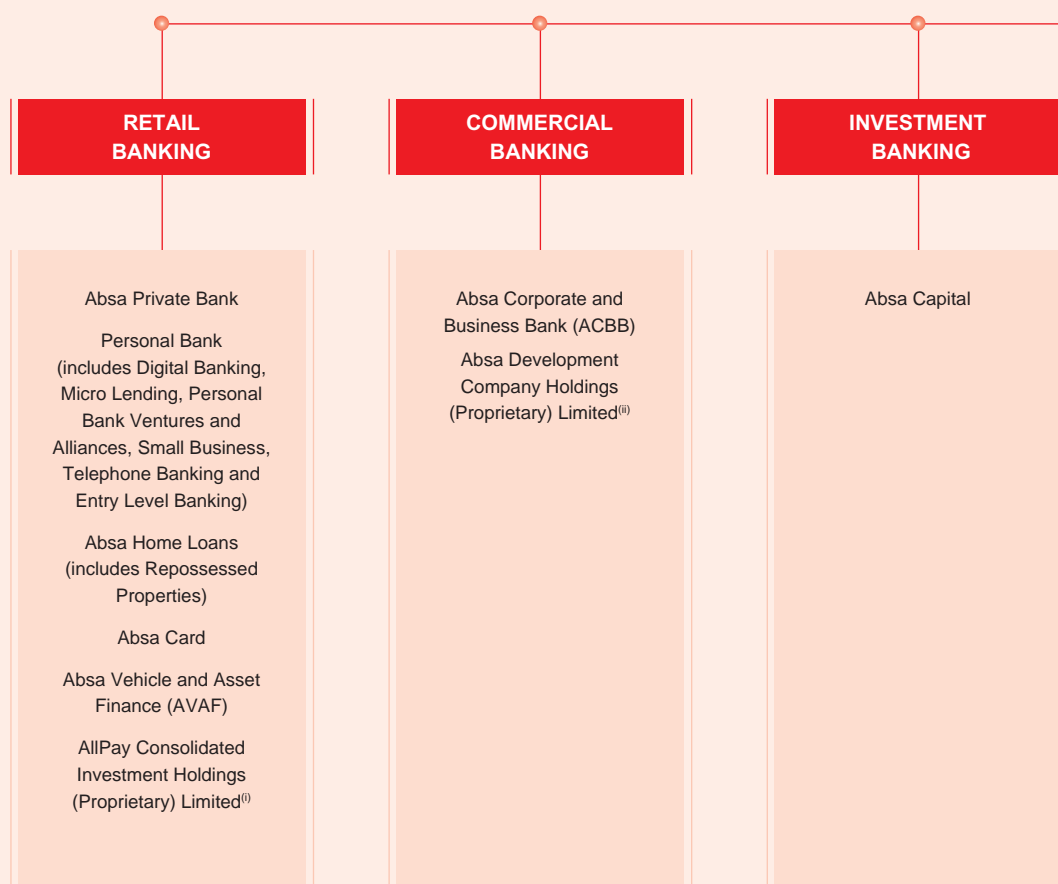 RETAIL
BANKING
Absa Private Bank
Personal Bank
(includes Digital Banking,
Micro Lending, Personal
Bank Ventures and
Alliances, Small Business,
Telephone Banking and
Entry Level Banking)
Absa Home Loans
(includes Repossessed
Properties)
Absa Card
Absa Vehicle and Asset
Finance (AVAF)
AllPay Consolidated
Investment Holdings
(Proprietary) Limited(i)
COMMERCIAL
BANKING
Absa Corporate and
Business Bank (ACBB)
Absa Development
Company Holdings
(Proprietary) Limited(ii)
INVESTMENT
BANKING
Absa Capital